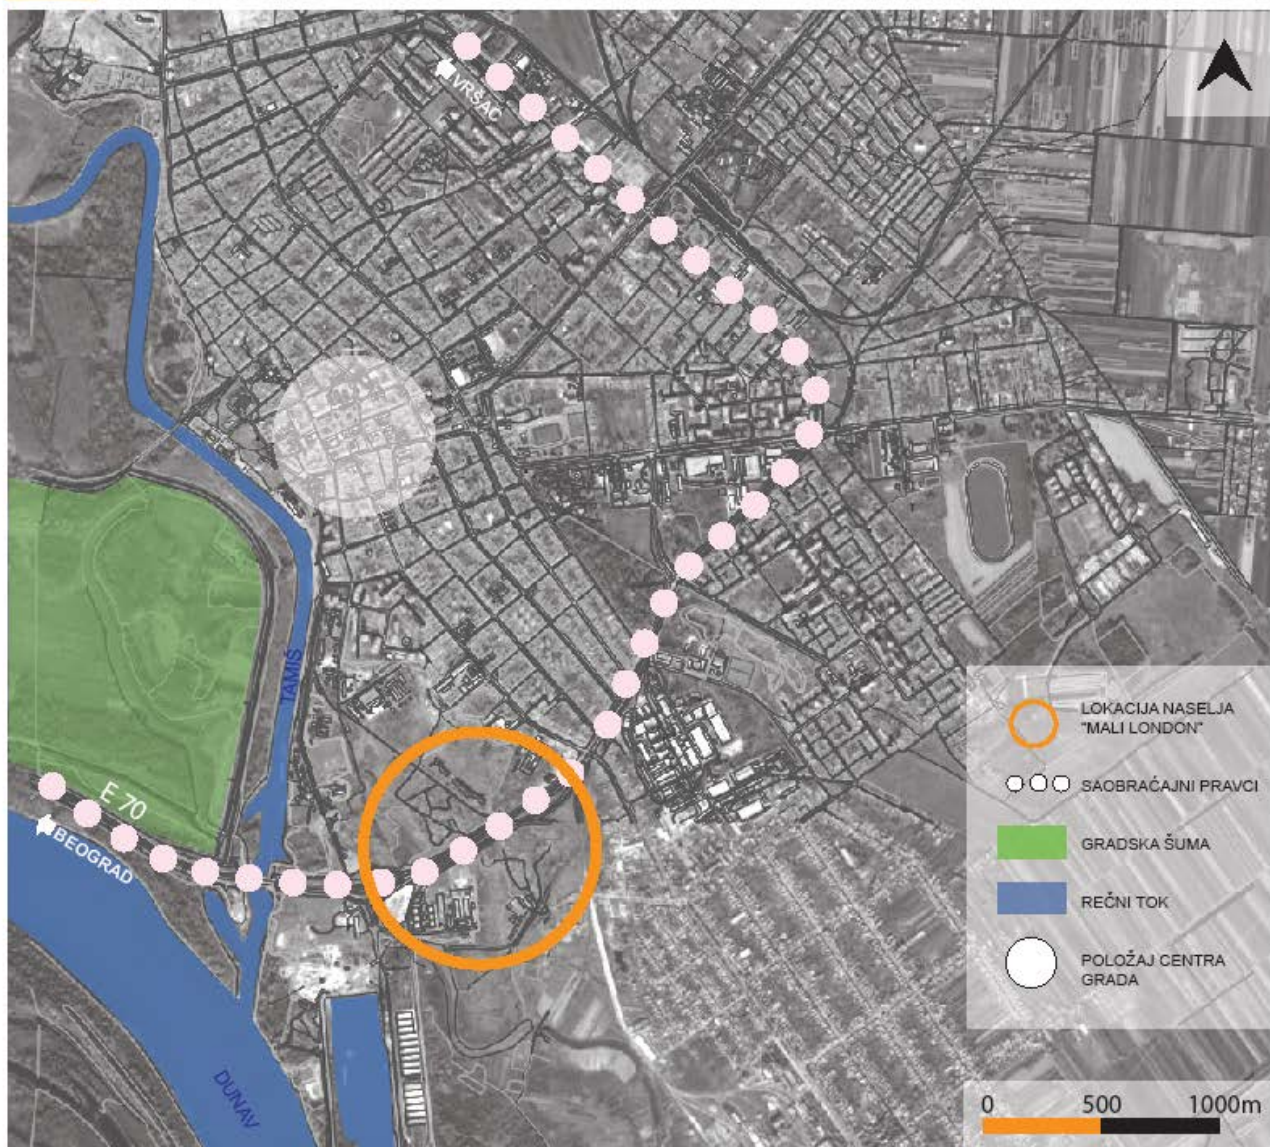 VRŠAC
TAMIŠ
E 70
BEOGRAD
DUNAV
LOKACIJA NASELJA
"MALI LONDON"
SAOBRAĆAJNI PRAVCI
GRADSKA ŠUMA
REČNI TOK
POLOŽAJ CENTRA
GRADA
0 500 1000m